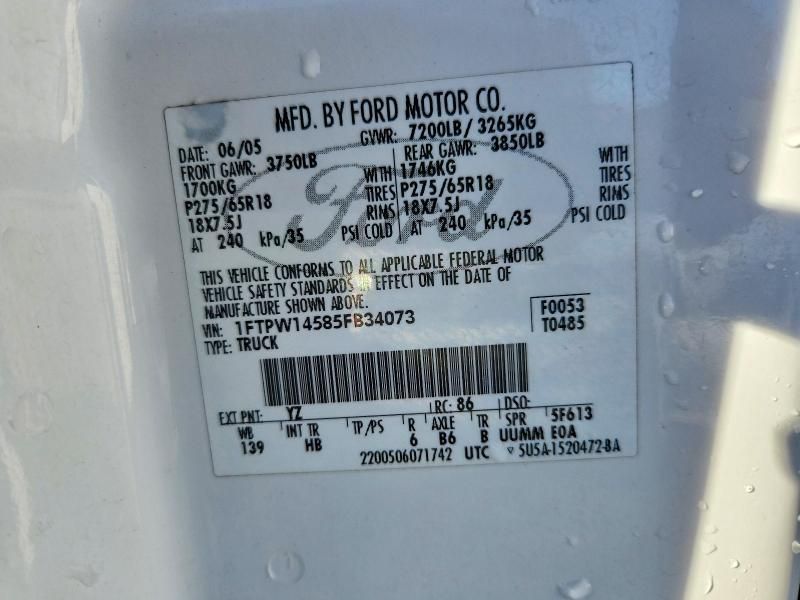 MFD. BY FORD MOTOR CO.
DATE: 06/05 GVWR: 7200LB/ 3265KG
FRONT GAWR: 3750LB REAR GAWR: 3850LB
1700KG WITH 1746KG WITH
P275/65R18 TIRES P275/65R18 TIRES
18X7.5J RIMS 18X7.5J RIMS
AT 240 kPa/35 PSI COLD AT 240 kPa/35 PSI COLD
Ford
THIS VEHICLE CONFORMS TO ALL APPLICABLE FEDERAL MOTOR
VEHICLE SAFETY STANDARDS IN EFFECT ON THE DATE OF
MANUFACTURE SHOWN ABOVE.
VIN: 1FTPW14585FB34073 F0053
TYPE: TRUCK T0485
EXT PNT: YZ RC: 86 DSO:
WB INT TR TP/PS R AXLE TR SPR 5F613
139 HB 6 B6 B UUMM EOA
2200506071742 UTC ▽ 5U5A-1520472-BA